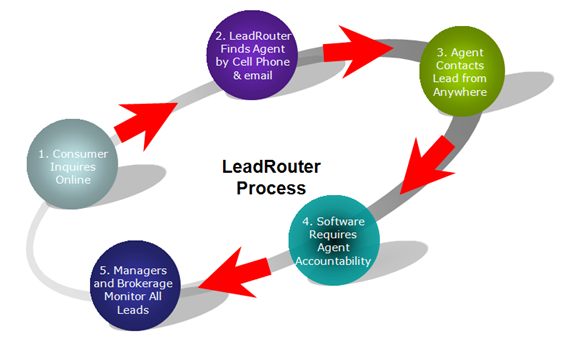 1. Consumer
Inquires
Online
2. LeadRouter
Finds Agent
by Cell Phone
& email
3. Agent
Contacts
Lead from
Anywhere
LeadRouter
Process
4. Software
Requires
Agent
Accountability
5. Managers
and Brokerage
Monitor All
Leads